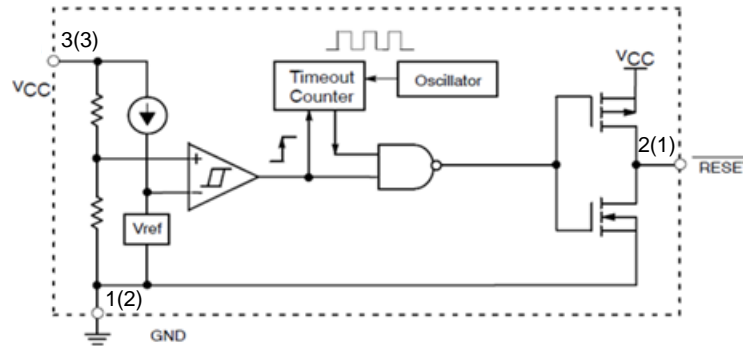 3(3)
VCC
Timeout
Counter
Oscillator
VCC
2(1)
RESE
+
−
Vref
1(2)
GND